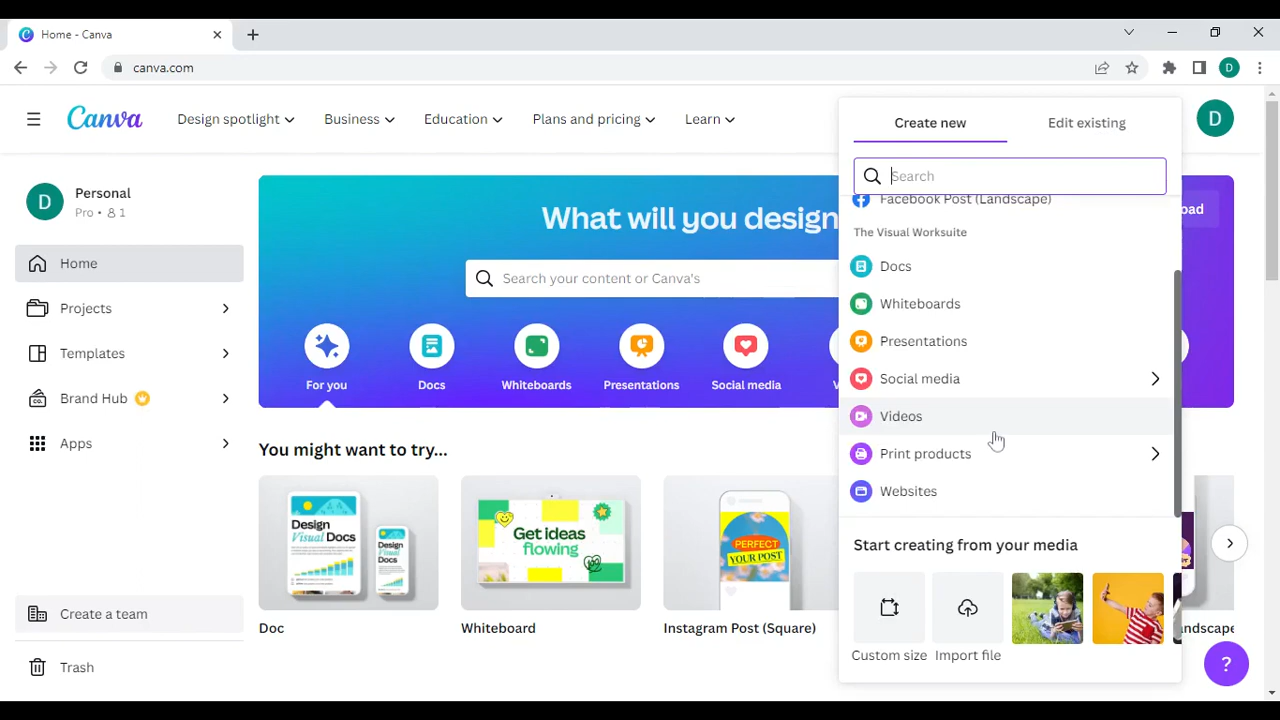 Home - Canva
canva.com
D
Canva
Design spotlight
Business
Education
Plans and pricing
Learn
D
Create new
Edit existing
Search
Facebook Post (Landscape)
The Visual Worksuite
Docs
Whiteboards
Presentations
Social media
Videos
Print products
Websites
Start creating from your media
Custom size
Import file
D
Personal
Pro • 1
Home
Projects
Templates
Brand Hub
Apps
Create a team
Trash
What will you design
Search your content or Canva's
For you
Docs
Whiteboards
Presentations
Social media
V
You might want to try...
Design
Visual Docs
Get ideas
flowing
PERFECT
YOUR POST
Doc
Whiteboard
Instagram Post (Square)
?